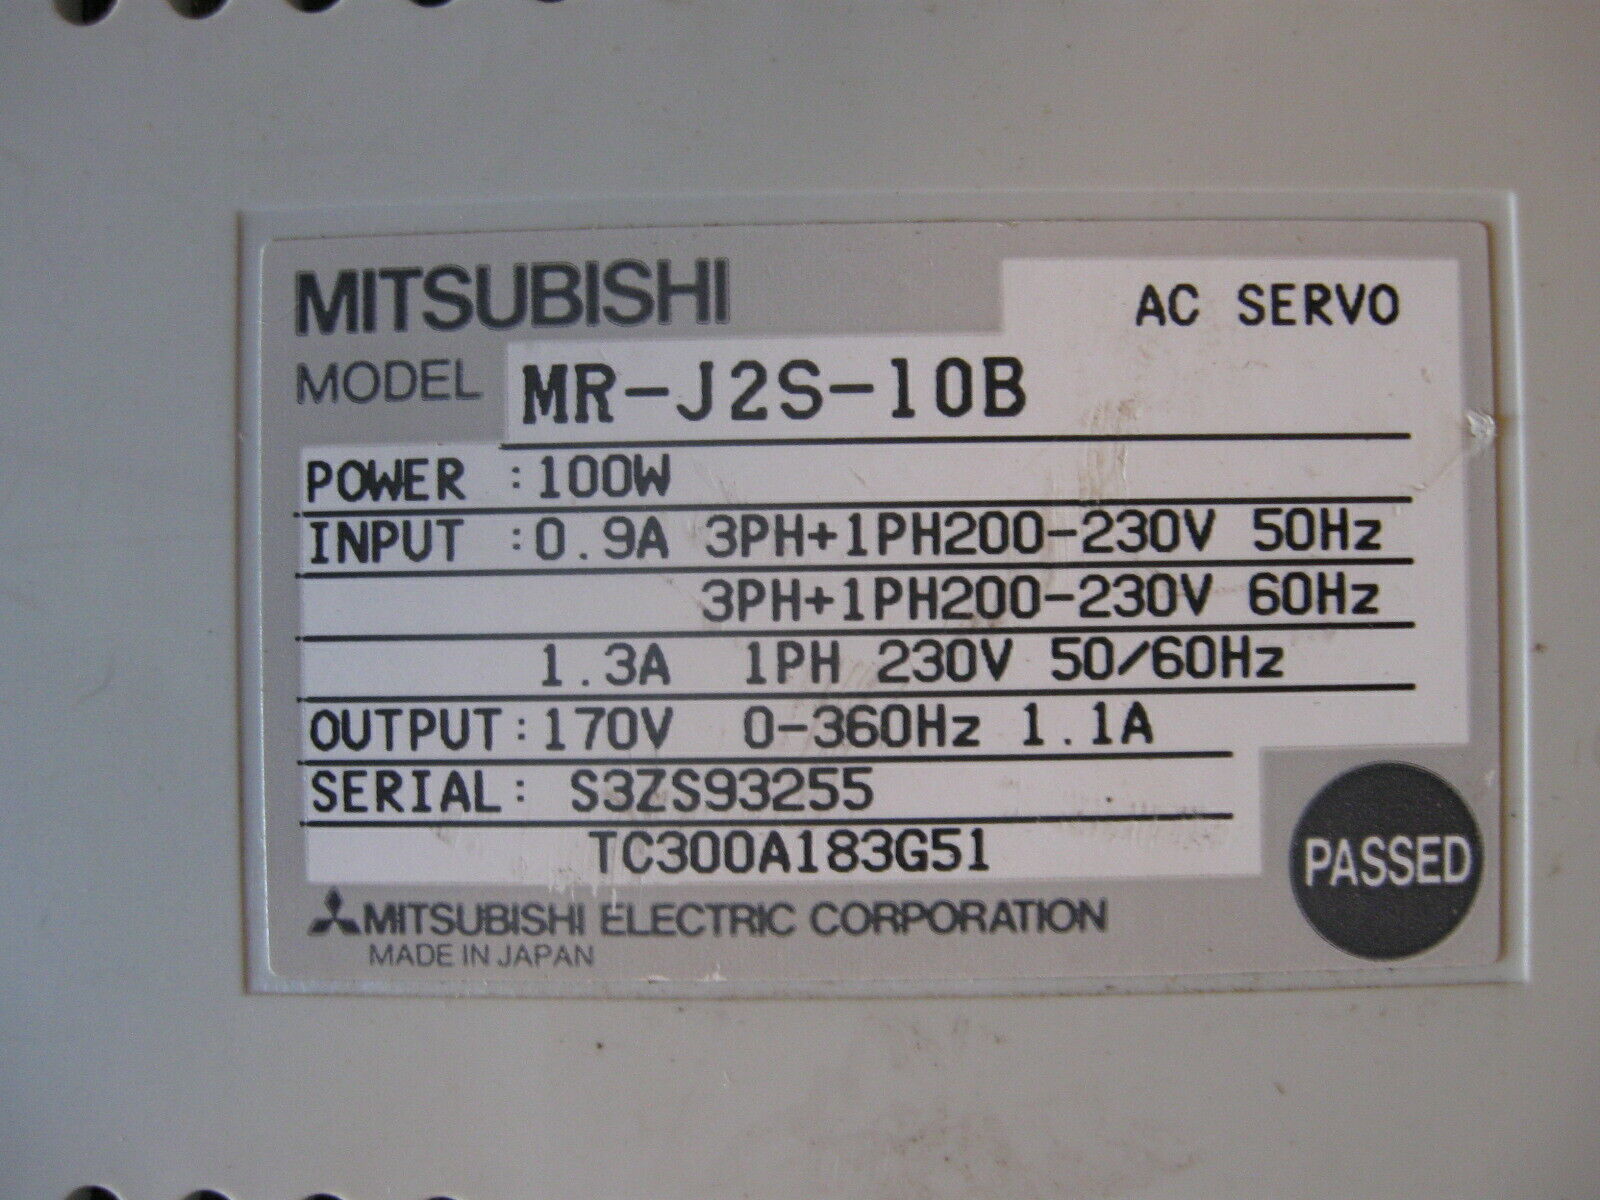 MITSUBISHI
AC SERVO
MODEL MR-J2S-10B
POWER :100W
INPUT :0.9A 3PH+1PH200-230V 50Hz
3PH+1PH200-230V 60Hz
1.3A 1PH 230V 50/60Hz
OUTPUT:170V 0-360Hz 1.1A
SERIAL: S3ZS93255
TC300A183G51
PASSED
MITSUBISHI ELECTRIC CORPORATION
MADE IN JAPAN